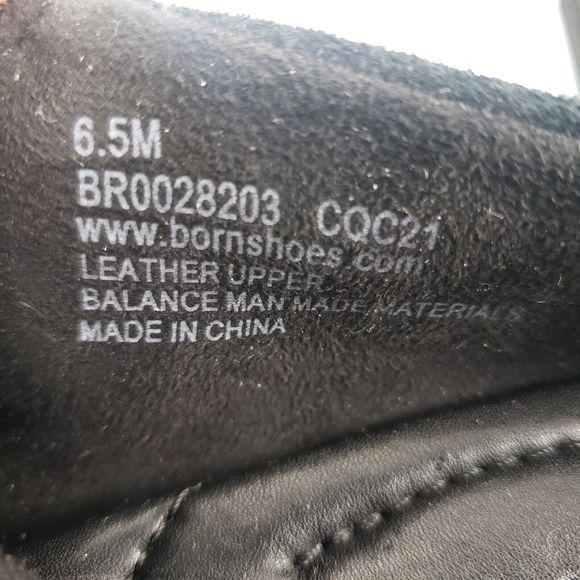 6.5M
BR0028203 CQC21
www.bornshoes.com
LEATHER UPPER
BALANCE MAN MADE MATERIALS
MADE IN CHINA